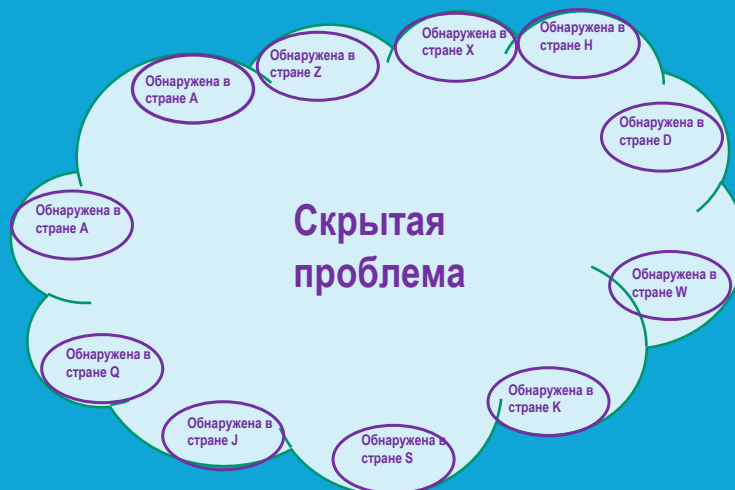 Обнаружена в
стране X
Обнаружена в
стране H
Обнаружена в
стране Z
Обнаружена в
стране A
Обнаружена в
стране D
Обнаружена в
стране A
Скрытая
проблема
Обнаружена в
стране W
Обнаружена в
стране Q
Обнаружена в
стране K
Обнаружена в
стране J
Обнаружена в
стране S